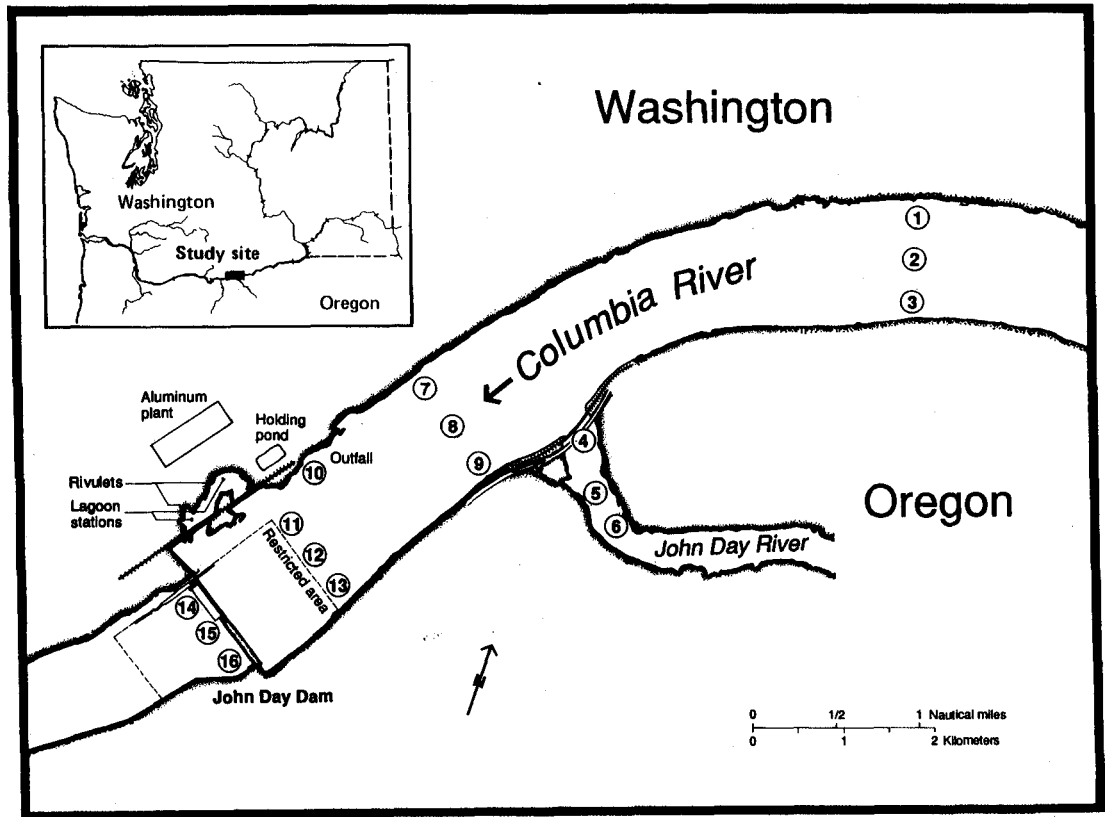 Washington
Washington
Study site
Oregon
1
2
3
Columbia River
7
8
9
4
5
6
Oregon
John Day River
Aluminum
plant
Holding
pond
Outfall
10
Rivulets
Lagoon
stations
11
12
13
Restricted area
14
15
16
John Day Dam
N
0 1/2 1 Nautical miles
0 1 2 Kilometers